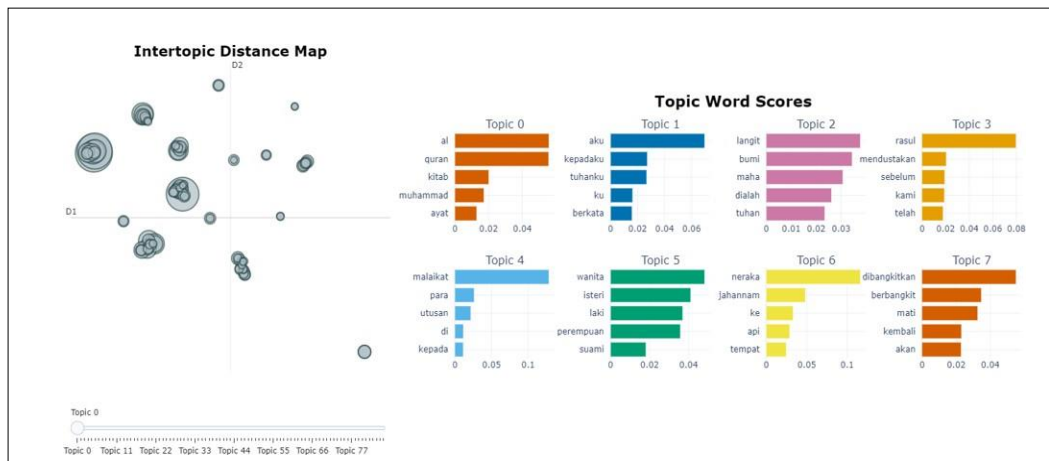 Intertopic Distance Map
D2
D1
Topic 0
Topic 0 Topic 11 Topic 22 Topic 33 Topic 44 Topic 55 Topic 66 Topic 77
Topic Word Scores
Topic 0
al
quran
kitab
muhammad
ayat
0 0.02 0.04
Topic 1
aku
kepadaku
tuhanku
ku
berkata
0 0.02 0.04 0.06
Topic 2
langit
bumi
maha
dialah
tuhan
0 0.01 0.02 0.03
Topic 3
rasul
mendustakan
sebelum
kami
telah
0 0.02 0.04 0.06 0.08
Topic 4
malaikat
para
utusan
di
kepada
0 0.05 0.1
Topic 5
wanita
isteri
laki
perempuan
suami
0 0.02 0.04
Topic 6
neraka
jahannam
ke
api
tempat
0 0.05 0.1
Topic 7
dibangkitkan
berbangkit
mati
kembali
akan
0 0.02 0.04